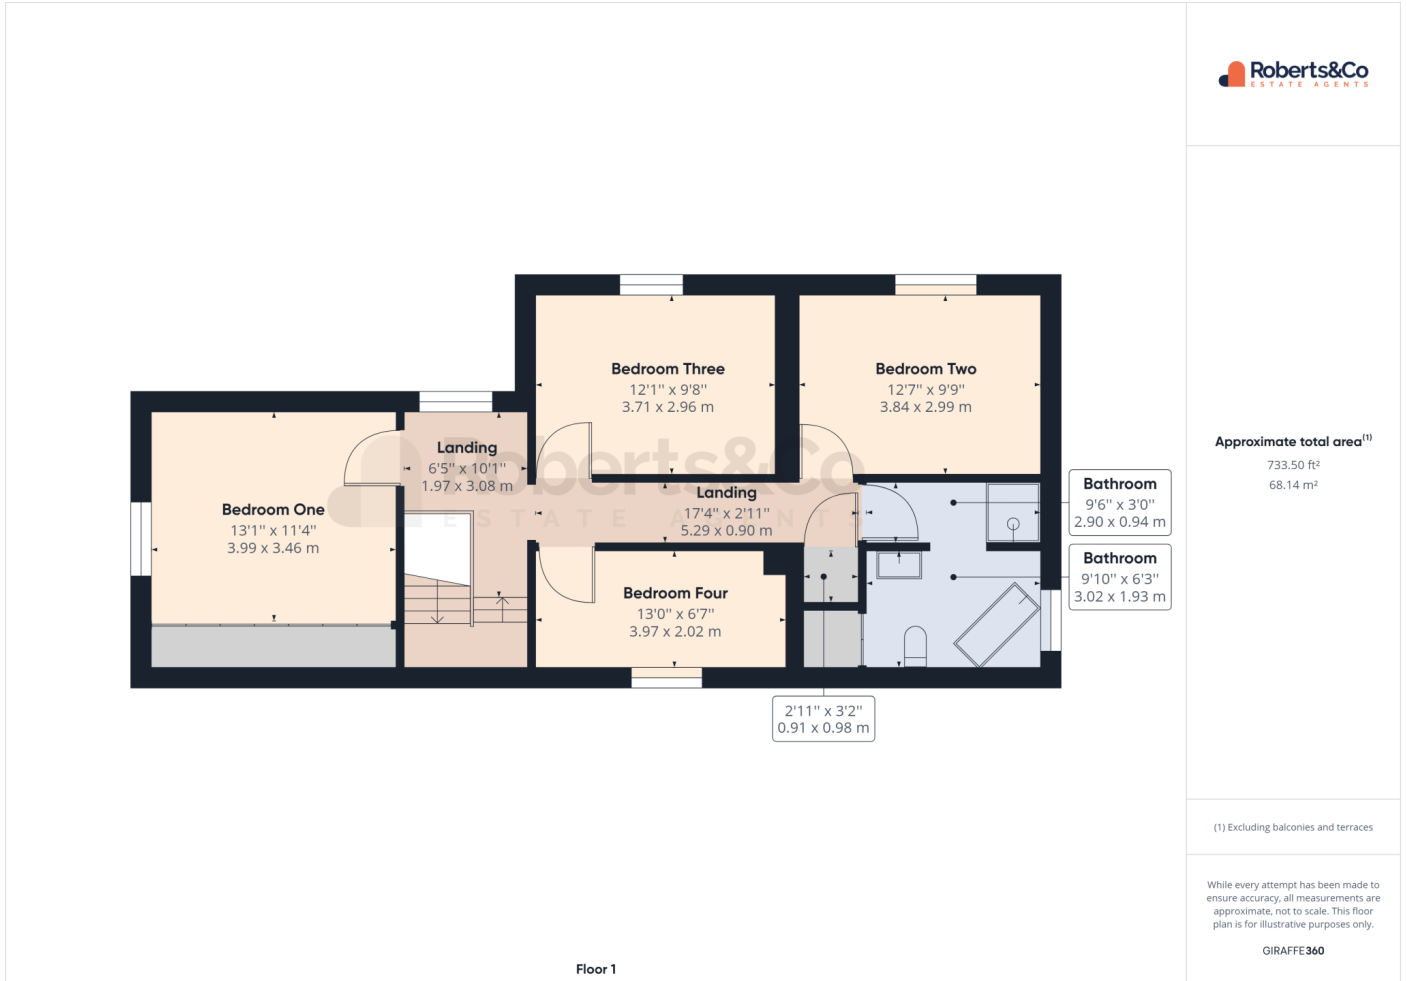 Roberts&Co
ESTATE AGENTS
Bedroom Three
12'1'' x 9'8''
3.71 x 2.96 m
Bedroom Two
12'7'' x 9'9''
3.84 x 2.99 m
Landing
6'5'' x 10'1''
1.97 x 3.08 m
Bedroom One
13'1'' x 11'4''
3.99 x 3.46 m
Roberts&Co
ESTATE AGENTS
Landing
17'4'' x 2'11''
5.29 x 0.90 m
Bathroom
9'6'' x 3'0''
2.90 x 0.94 m
Bathroom
9'10'' x 6'3''
3.02 x 1.93 m
Bedroom Four
13'0'' x 6'7''
3.97 x 2.02 m
2'11'' x 3'2''
0.91 x 0.98 m
Floor 1
Approximate total area(1)
733.50 ft²
68.14 m²
(1) Excluding balconies and terraces
While every attempt has been made to
ensure accuracy, all measurements are
approximate, not to scale. This floor
plan is for illustrative purposes only.
GIRAFFE360